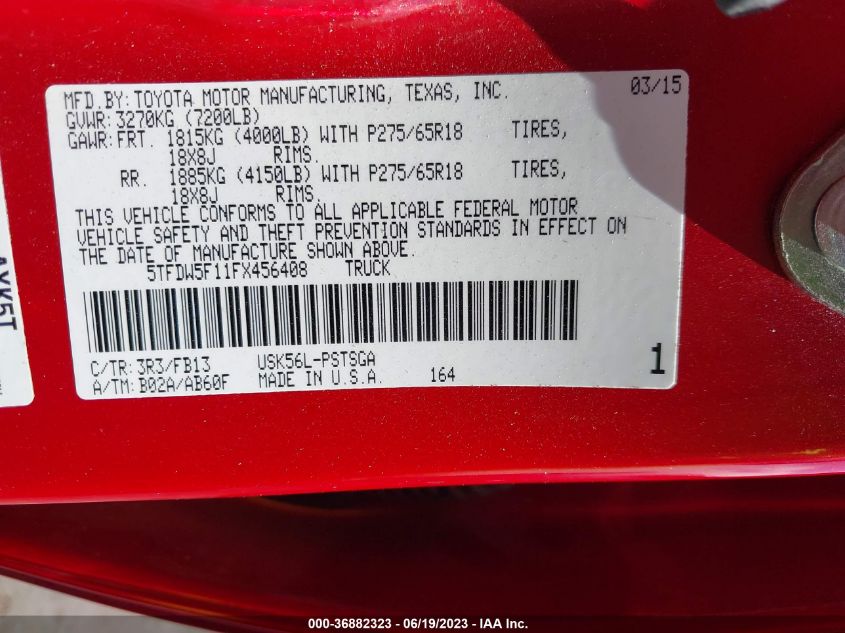 MFD.BY: TOYOTA MOTOR MANUFACTURING, TEXAS, INC. 03/15
GVWR: 3270KG (7200LB)
GAWR: FRT. 1815KG (4000LB) WITH P275/65R18 TIRES,
18X8J RIMS.
RR. 1885KG (4150LB) WITH P275/65R18 TIRES,
18X8J RIMS.
THIS VEHICLE CONFORMS TO ALL APPLICABLE FEDERAL MOTOR
VEHICLE SAFETY AND THEFT PREVENTION STANDARDS IN EFFECT ON
THE DATE OF MANUFACTURE SHOWN ABOVE.
5TFDW5F11FX456408 TRUCK
C/TR: 3R3/FB13 USK56L-PSTSGA
A/TM: B02A/AB60F MADE IN U.S.A. 164
1
AXK5T
000-36882323 - 06/19/2023 - IAA Inc.